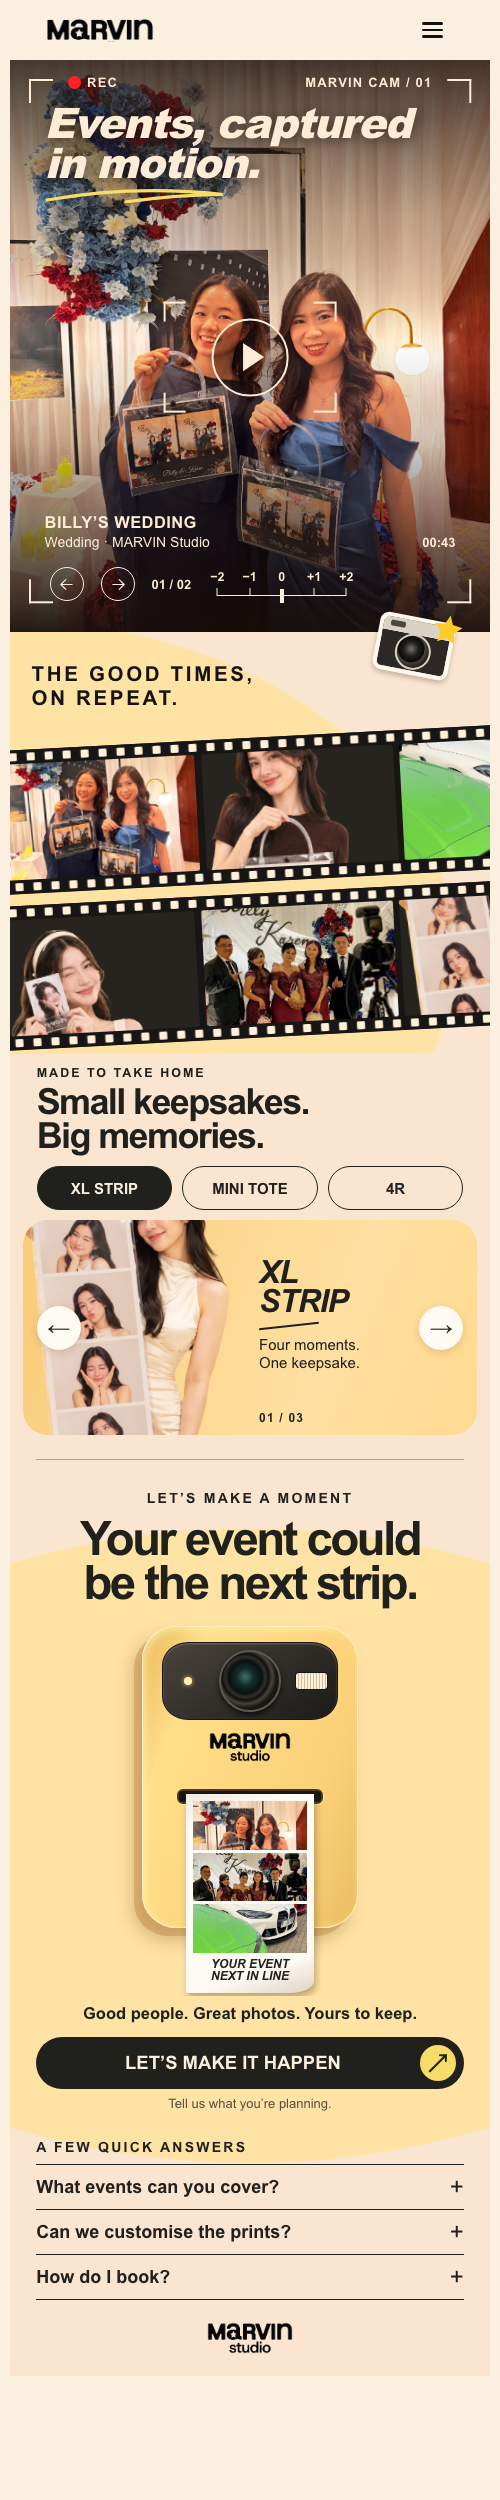 MARVIN
REC
MARVIN CAM / 01
Events, captured
in motion.
BILLY’S WEDDING
Wedding · MARVIN Studio
00:43
01 / 02
−2 −1 0 +1 +2
THE GOOD TIMES,
ON REPEAT.
MADE TO TAKE HOME
Small keepsakes.
Big memories.
XL STRIP
MINI TOTE
4R
XL
STRIP
Four moments.
One keepsake.
01 / 03
LET’S MAKE A MOMENT
Your event could
be the next strip.
MARVIN
studio
YOUR EVENT
NEXT IN LINE
Good people. Great photos. Yours to keep.
LET’S MAKE IT HAPPEN
Tell us what you’re planning.
A FEW QUICK ANSWERS
What events can you cover?
Can we customise the prints?
How do I book?
MARVIN
studio